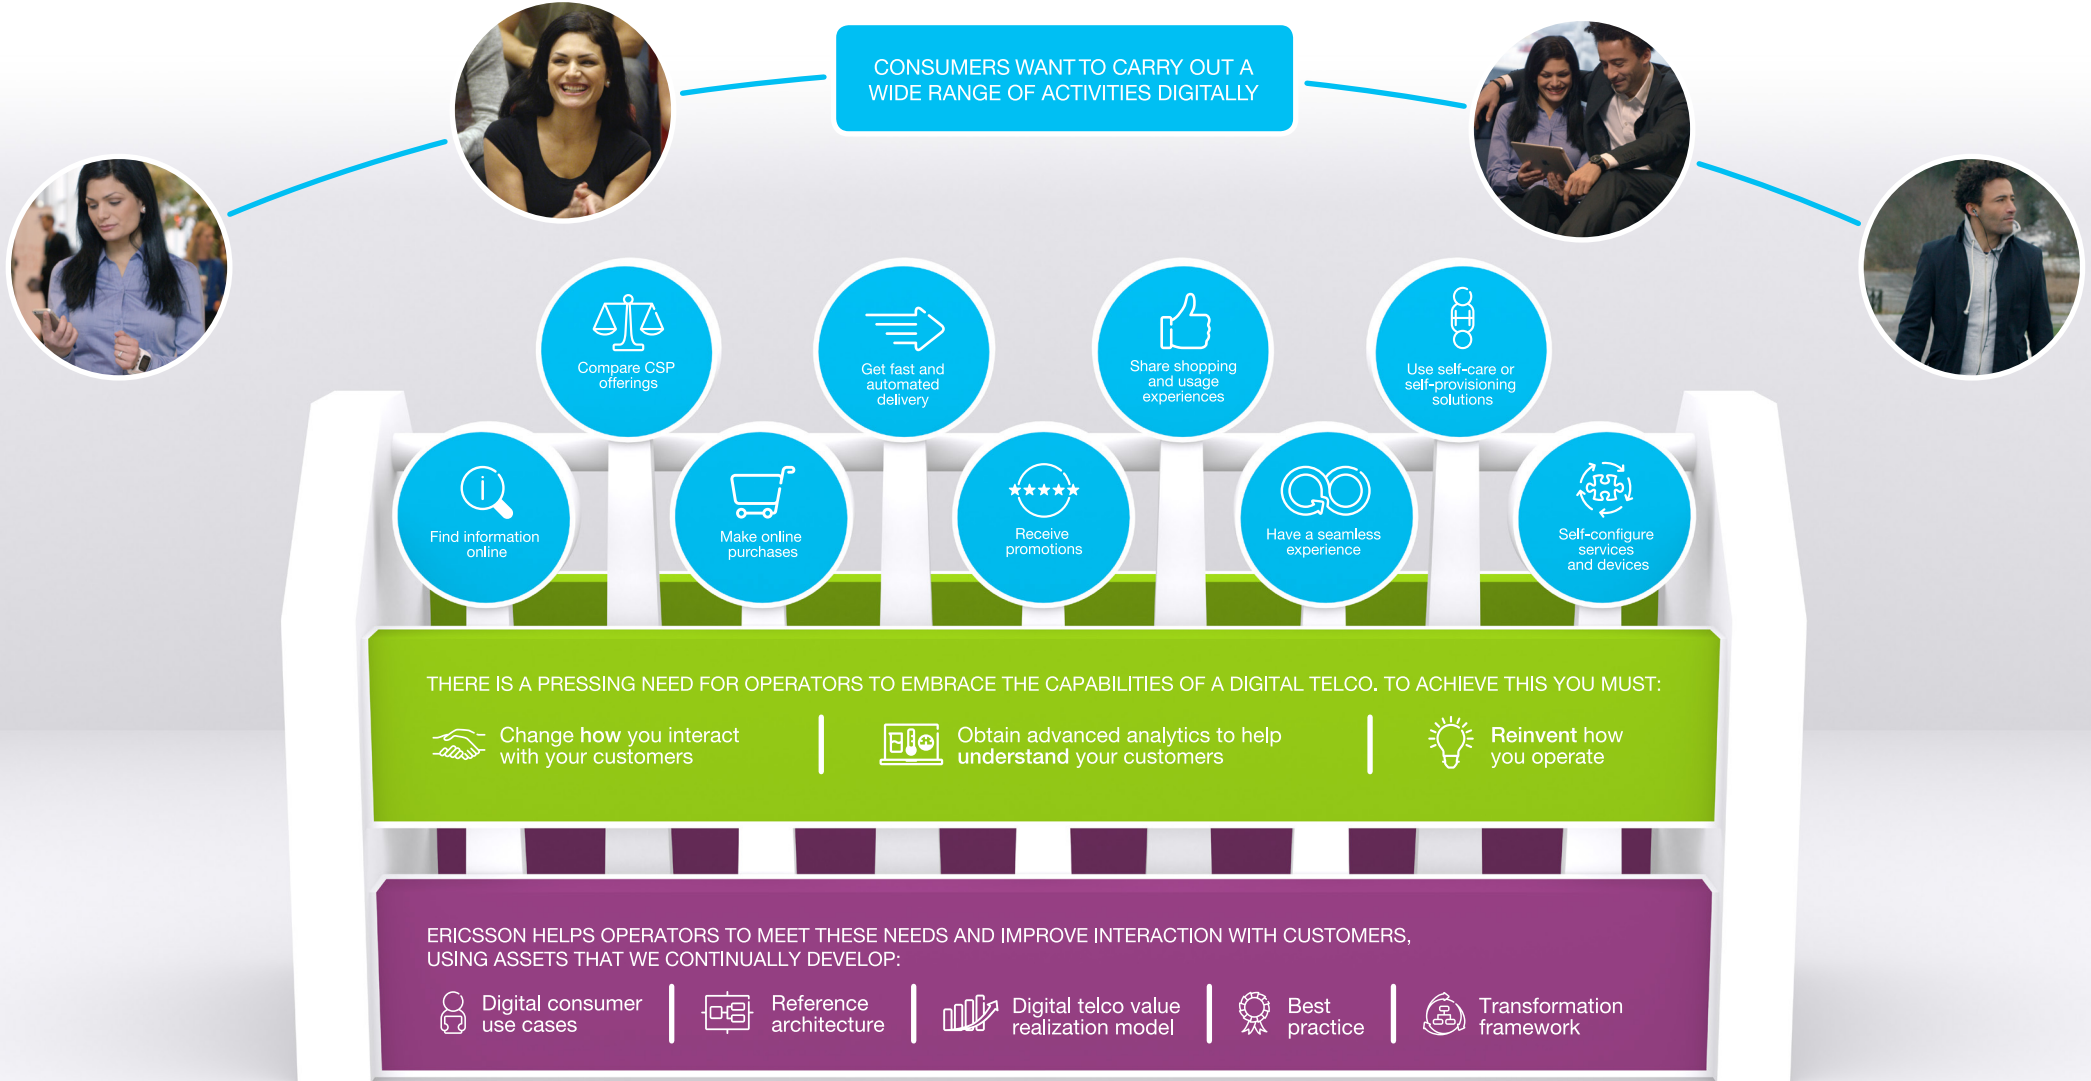 CONSUMERS WANT TO CARRY OUT A
WIDE RANGE OF ACTIVITIES DIGITALLY
Compare CSP
offerings
Get fast and
automated
delivery
Share shopping
and usage
experiences
Use self-care or
self-provisioning
solutions
Find information
online
Make online
purchases
Receive
promotions
Have a seamless
experience
Self-configure
services
and devices
THERE IS A PRESSING NEED FOR OPERATORS TO EMBRACE THE CAPABILITIES OF A DIGITAL TELCO. TO ACHIEVE THIS YOU MUST:
Change how you interact
with your customers
Obtain advanced analytics to help
understand your customers
Reinvent how
you operate
ERICSSON HELPS OPERATORS TO MEET THESE NEEDS AND IMPROVE INTERACTION WITH CUSTOMERS,
USING ASSETS THAT WE CONTINUALLY DEVELOP:
Digital consumer
use cases
Reference
architecture
Digital telco value
realization model
Best
practice
Transformation
framework